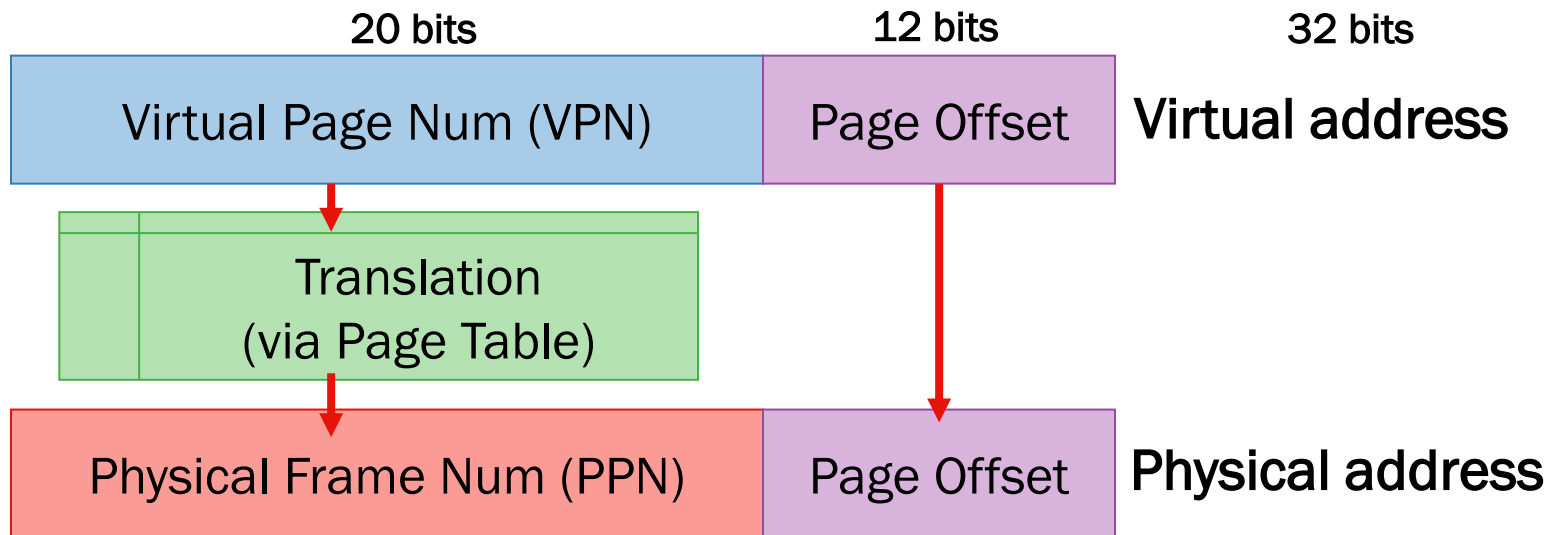 20 bits
12 bits
32 bits
Virtual Page Num (VPN)
Page Offset
Virtual address
Translation
(via Page Table)
Physical Frame Num (PPN)
Page Offset
Physical address